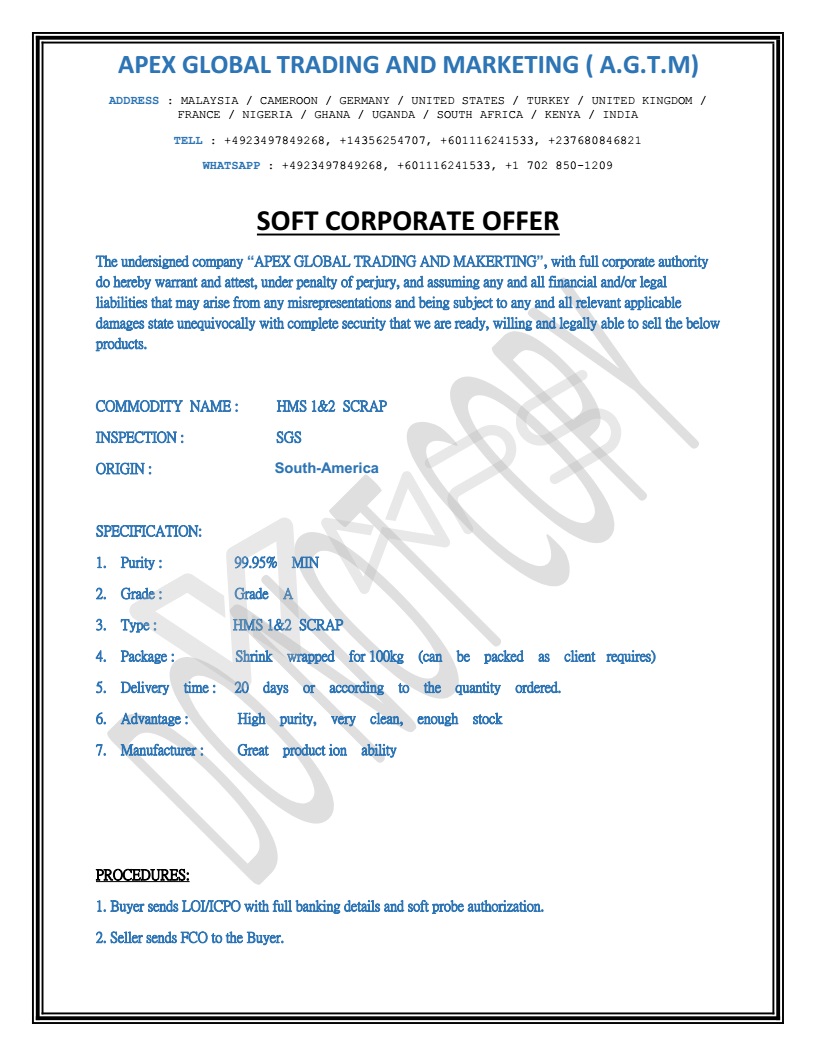 APEX GLOBAL TRADING AND MARKETING ( A.G.T.M)
ADDRESS : MALAYSIA / CAMEROON / GERMANY / UNITED STATES / TURKEY / UNITED KINGDOM /
FRANCE / NIGERIA / GHANA / UGANDA / SOUTH AFRICA / KENYA / INDIA
TELL : +4923497849268, +14356254707, +601116241533, +237680846821
WHATSAPP : +4923497849268, +601116241533, +1 702 850-1209
SOFT CORPORATE OFFER
The undersigned company “APEX GLOBAL TRADING AND MAKERTING”, with full corporate authority
do hereby warrant and attest, under penalty of perjury, and assuming any and all financial and/or legal
liabilities that may arise from any misrepresentations and being subject to any and all relevant applicable
damages state unequivocally with complete security that we are ready, willing and legally able to sell the below
products.
COMMODITY NAME : HMS 1&2 SCRAP
INSPECTION : SGS
ORIGIN : South-America
SPECIFICATION:
1. Purity : 99.95% MIN
2. Grade : Grade A
3. Type : HMS 1&2 SCRAP
4. Package : Shrink wrapped for 100kg (can be packed as client requires)
5. Delivery time : 20 days or according to the quantity ordered.
6. Advantage : High purity, very clean, enough stock
7. Manufacturer : Great product ion ability
PROCEDURES:
1. Buyer sends LOI/ICPO with full banking details and soft probe authorization.
2. Seller sends FCO to the Buyer.
DO NOT COPY